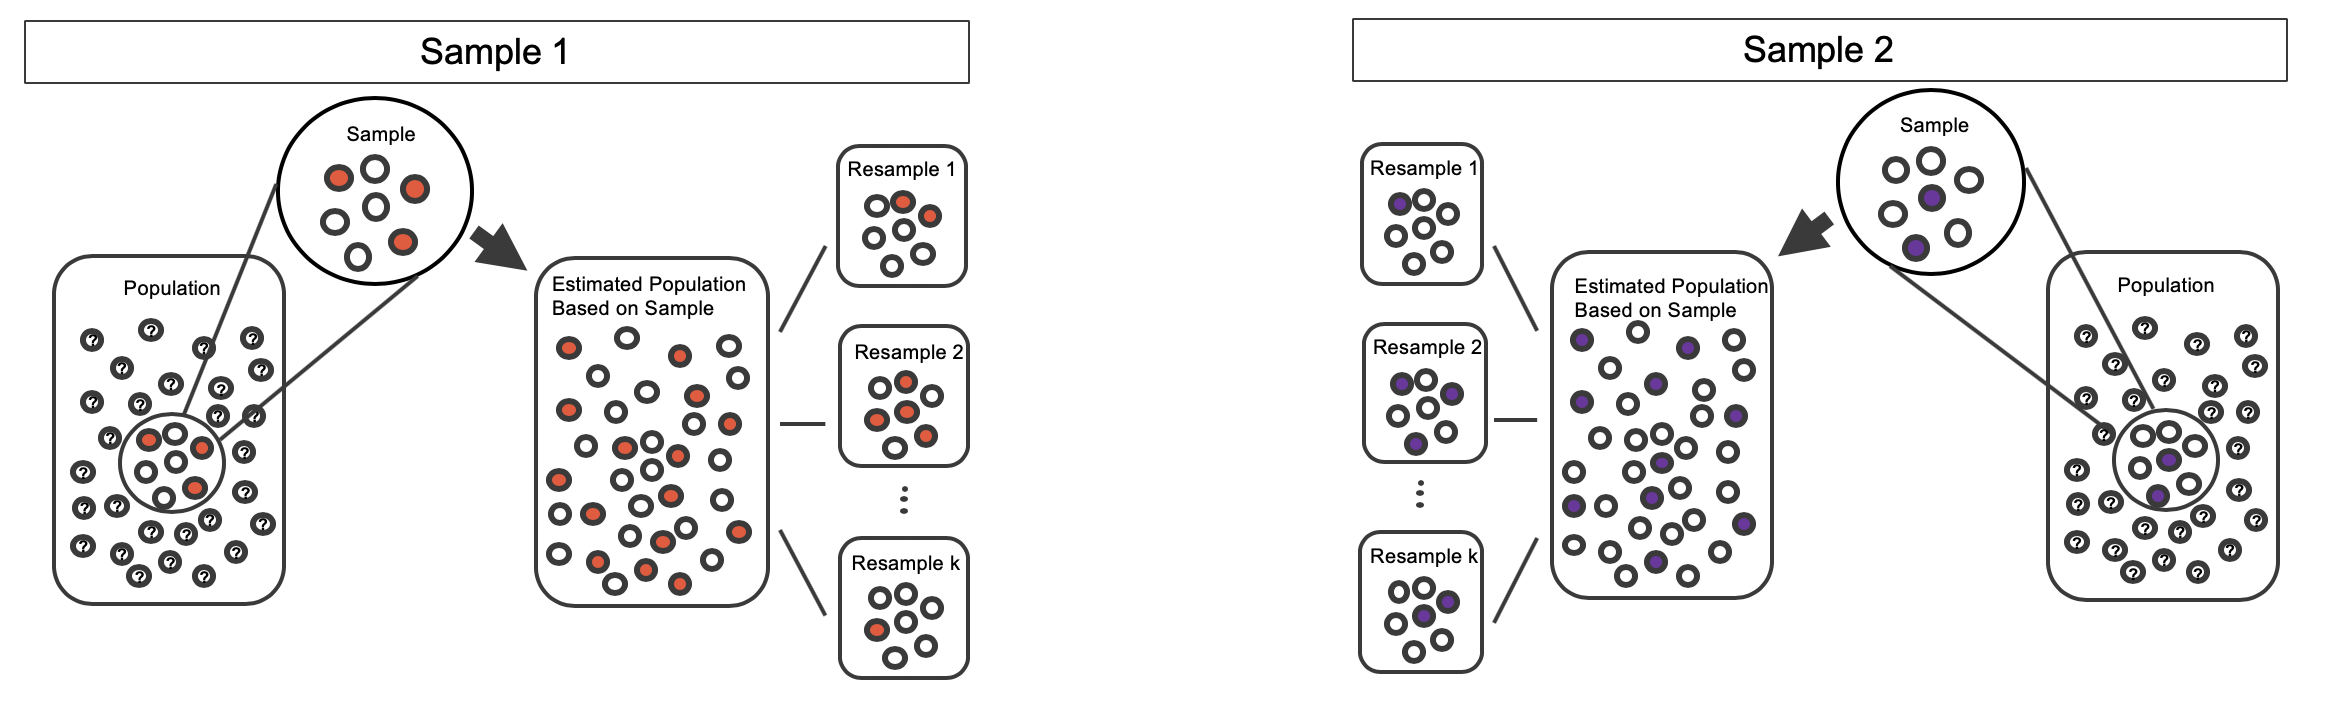 Sample 1
Sample
Population
Estimated Population
Based on Sample
Resample 1
Resample 2
Resample k
Sample 2
Sample
Resample 1
Resample 2
Resample k
Estimated Population
Based on Sample
Population
? ? ? ? ? ? ? ? ? ? ? ? ? ? ? ? ? ? ? ? ? ? ? ? ? ? ? ?
? ? ? ? ? ? ? ? ? ? ? ? ? ? ? ? ? ? ? ? ? ? ? ? ? ? ? ?